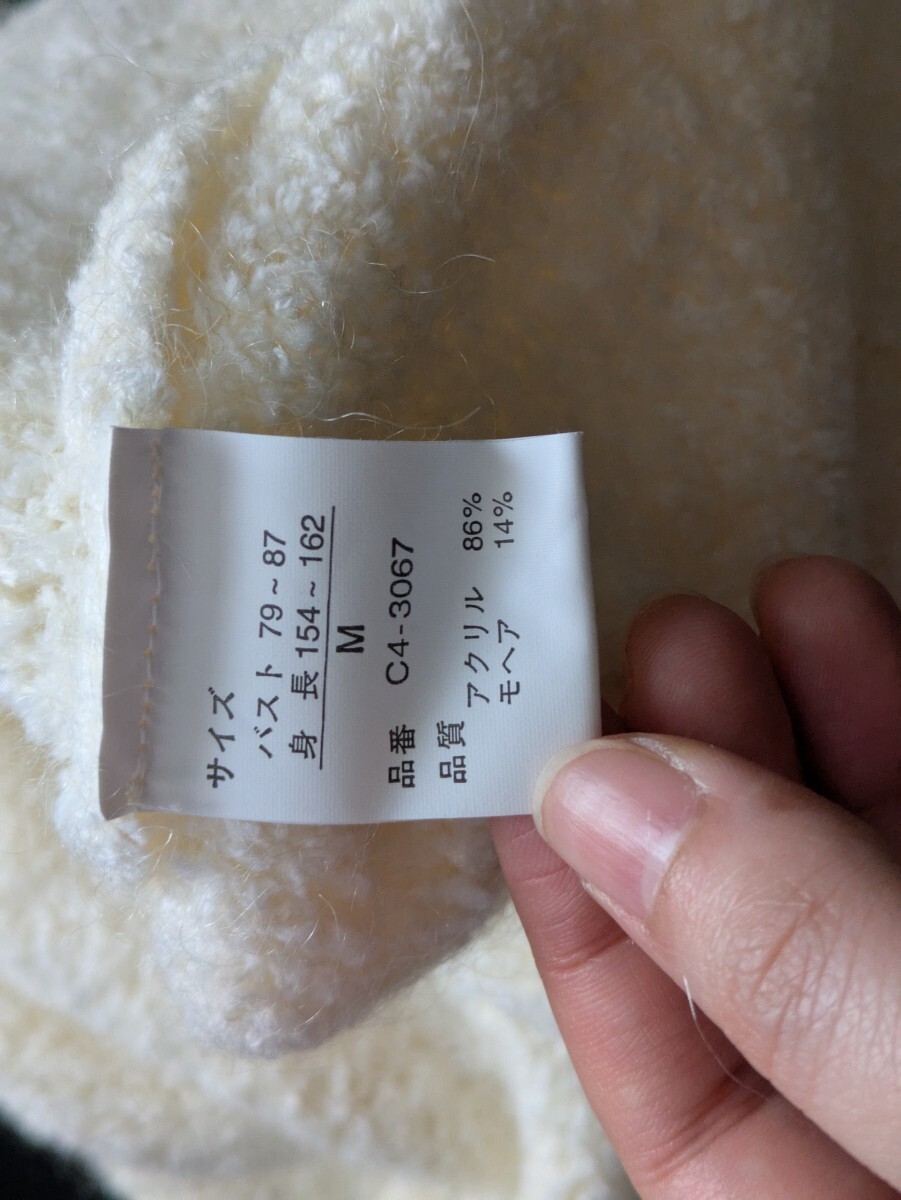 サイズ
バスト 79~87
身 長 154~162
M
品番 C4-3067
品質 アクリル 86%
モヘア 14%